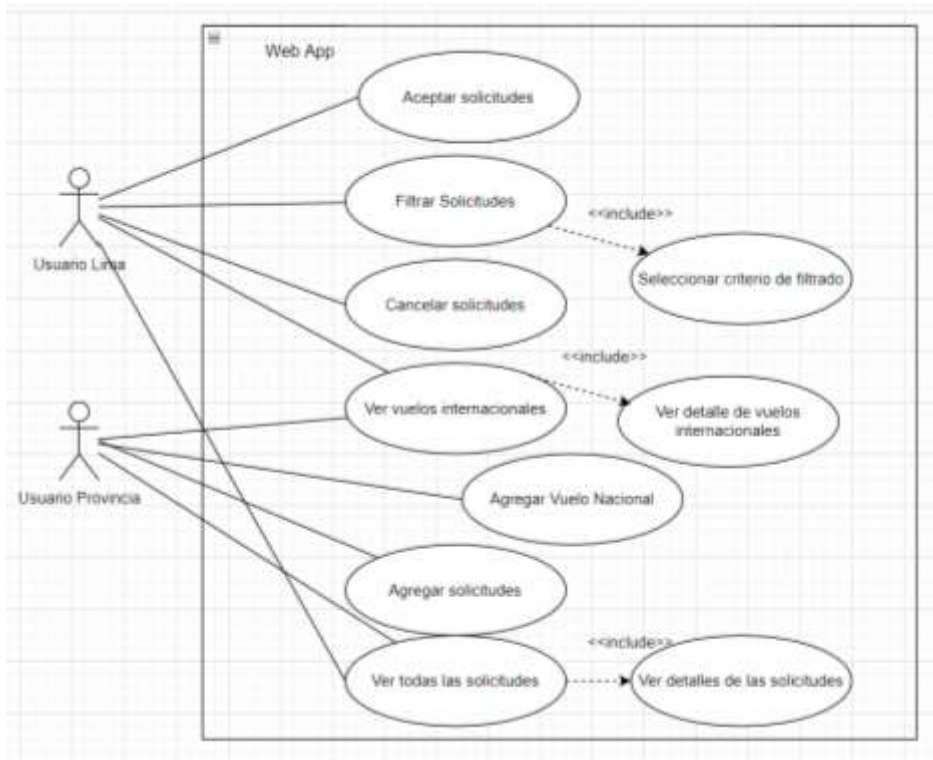 Web App
Aceptar solicitudes
Filtrar Solicitudes
<<include>>
Seleccionar criterio de filtrado
Usuario Lima
Cancelar solicitudes
<<include>>
Ver vuelos internacionales
Ver detalle de vuelos
internacionales
Usuario Provincia
Agregar Vuelo Nacional
Agregar solicitudes
<<include>>
Ver todas las solicitudes
Ver detalles de las solicitudes